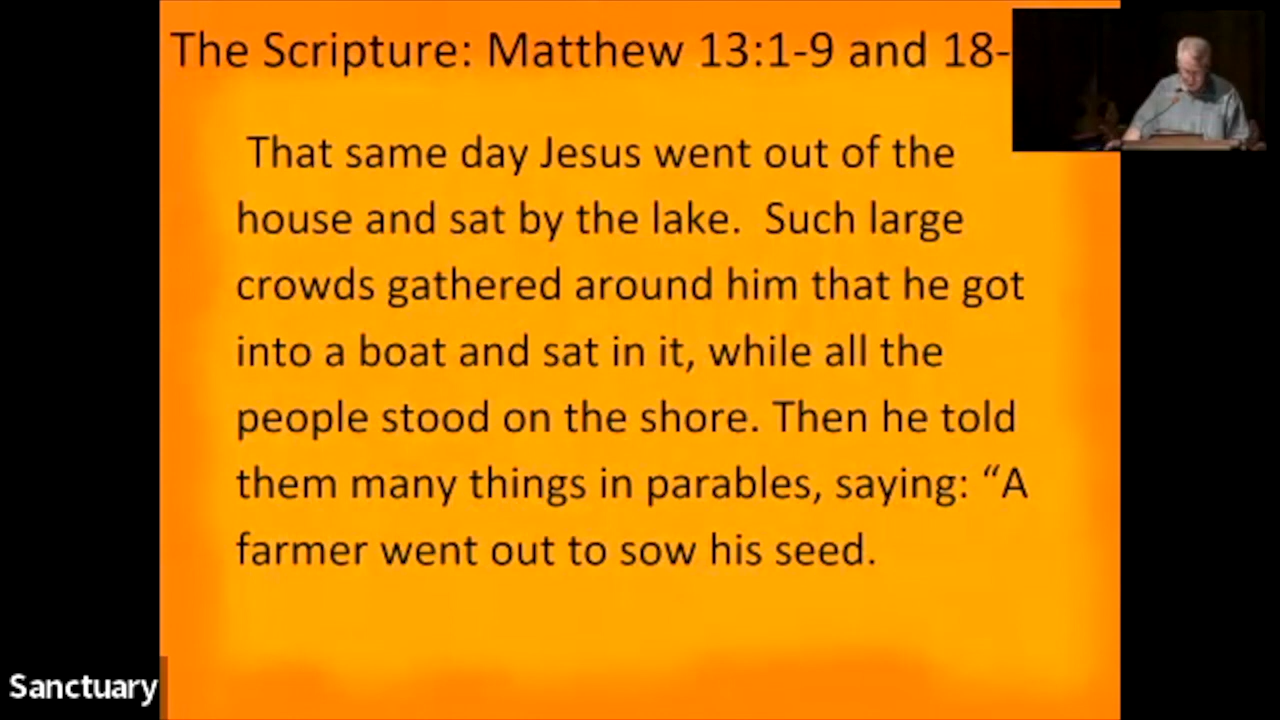 The Scripture: Matthew 13:1-9 and 18-
That same day Jesus went out of the
house and sat by the lake.  Such large
crowds gathered around him that he got
into a boat and sat in it, while all the
people stood on the shore. Then he told
them many things in parables, saying: “A
farmer went out to sow his seed.
Sanctuary